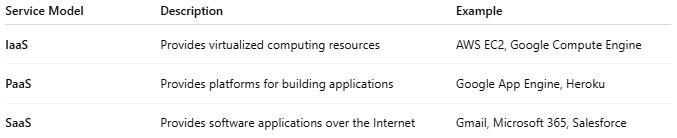 Service Model Description Example
IaaS Provides virtualized computing resources AWS EC2, Google Compute Engine
PaaS Provides platforms for building applications Google App Engine, Heroku
SaaS Provides software applications over the Internet Gmail, Microsoft 365, Salesforce